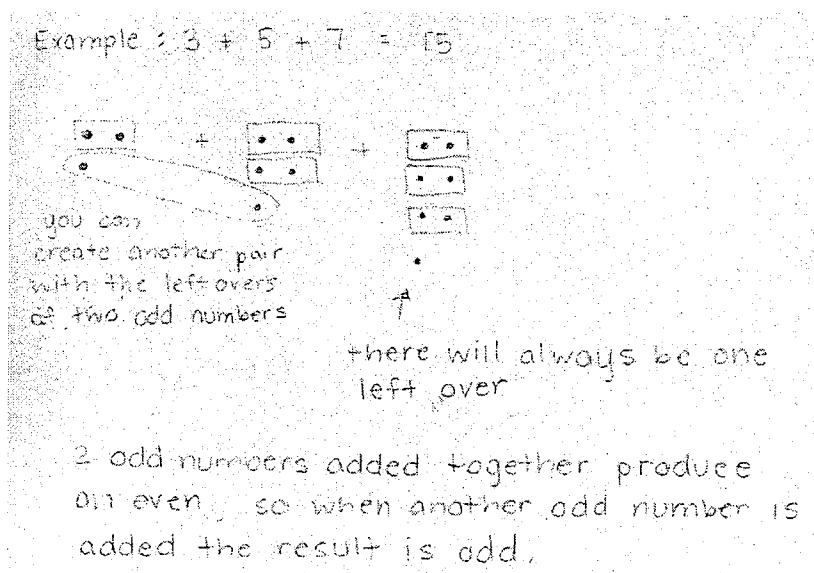 Example : 3 + 5 + 7 = 15
+ +
you can
create another pair
with the left overs
of two odd numbers
there will always be one
left over
2 odd numbers added together produce
an even, so when another odd number is
added the result is odd.